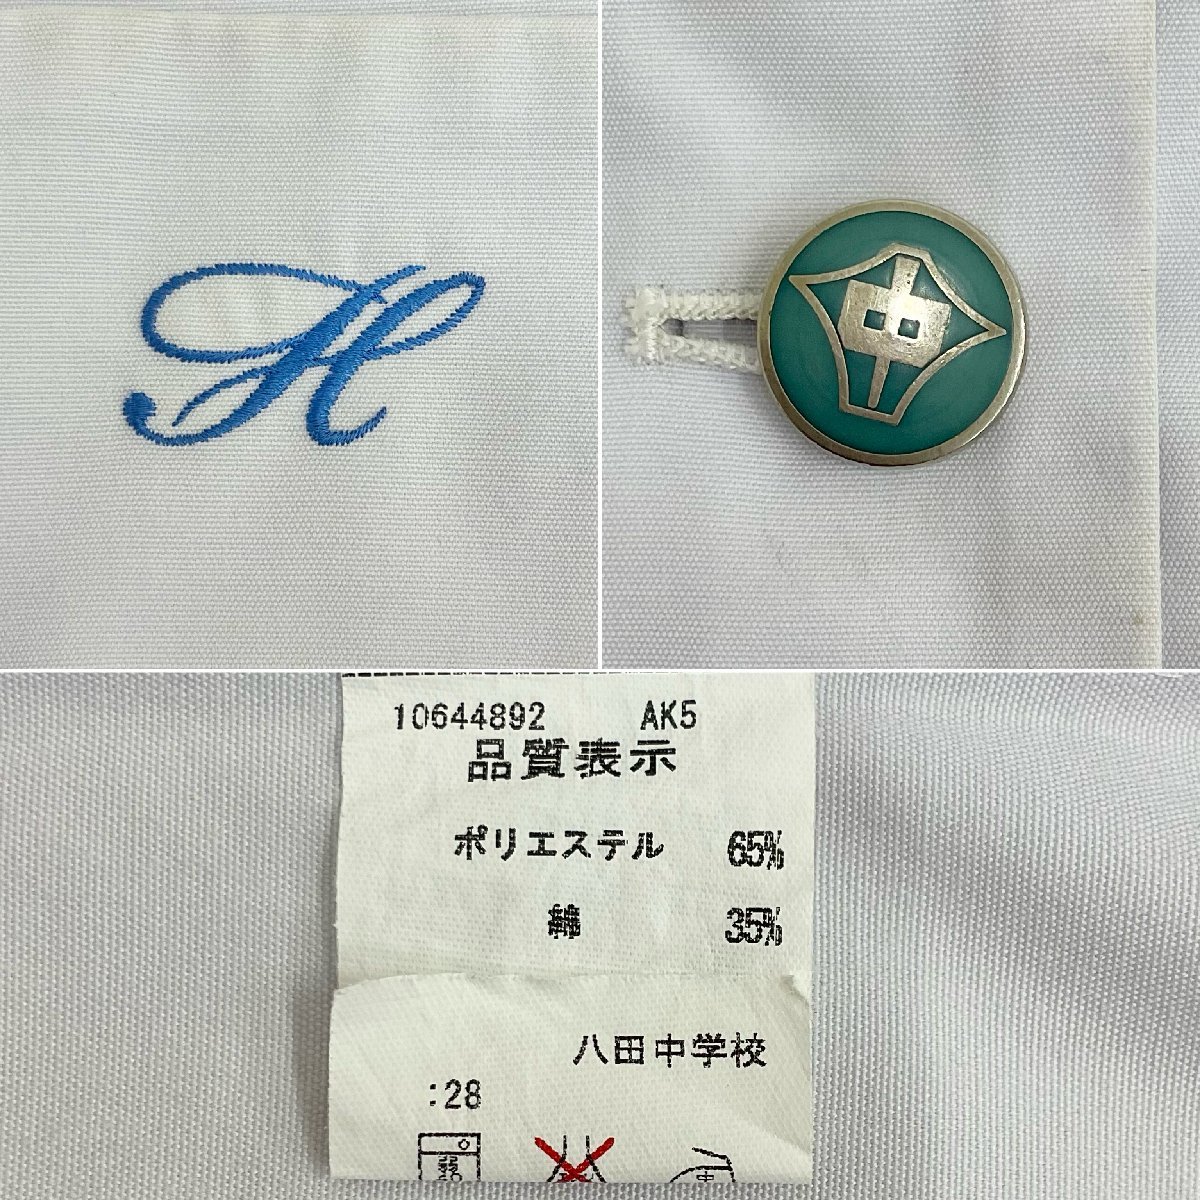 H
中
10644892 AK5
品質表示
ポリエステル 65%
綿 35%
八田中学校
:28
中